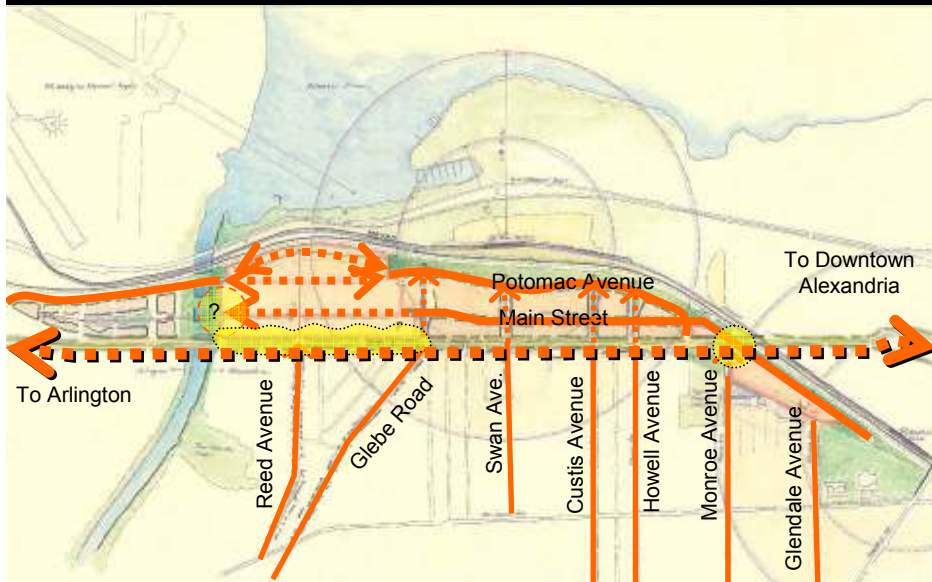 Potomac Avenue
To Downtown
Alexandria
?
Main Street
To Arlington
Reed Avenue
Glebe Road
Swan Ave.
Custis Avenue
Howell Avenue
Monroe Avenue
Glendale Avenue